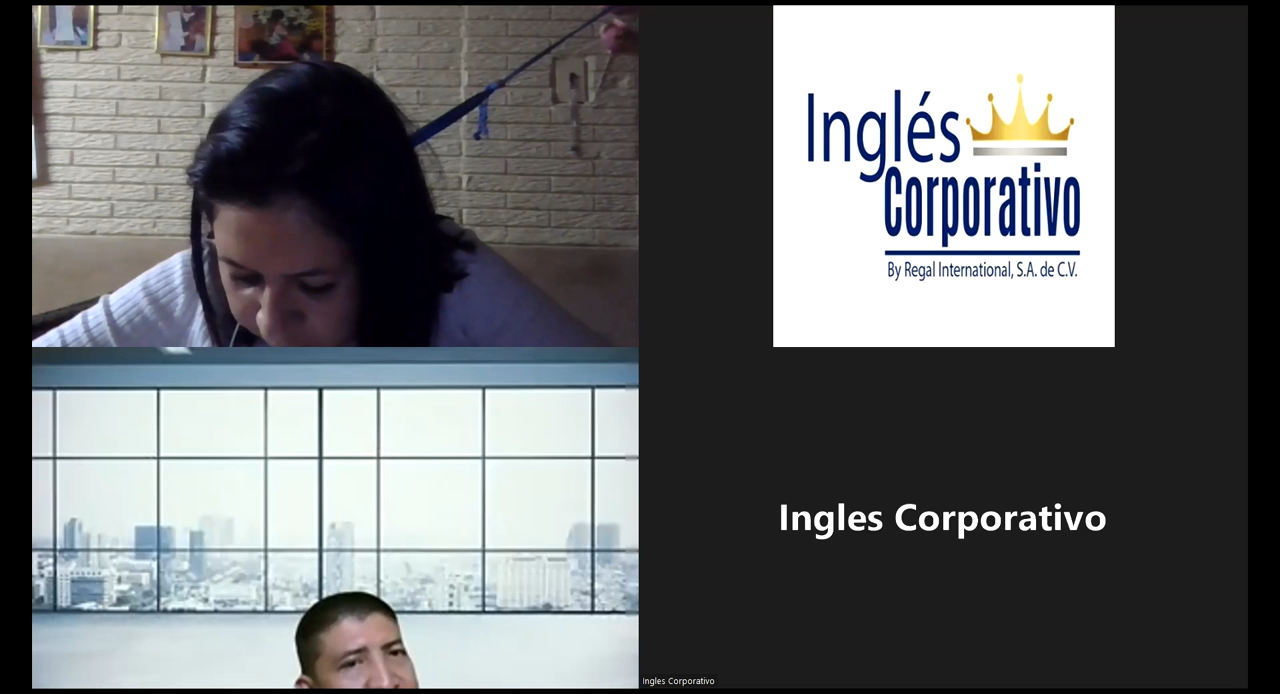 Inglés
Corporativo
By Regal International, S.A. de C.V.
Ingles Corporativo
Ingles Corporativo